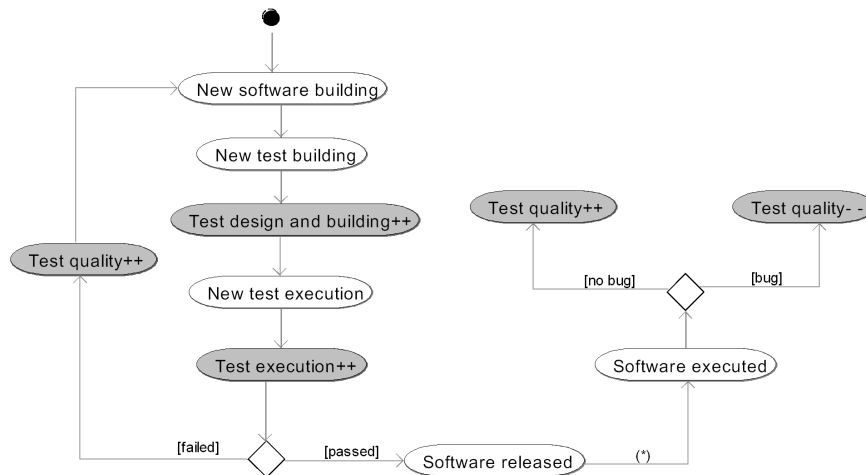 New software building
New test building
Test design and building++
Test quality++
New test execution
Test execution++
[failed]
[passed]
Software released
(*)
Software executed
[no bug]
[bug]
Test quality++
Test quality- -